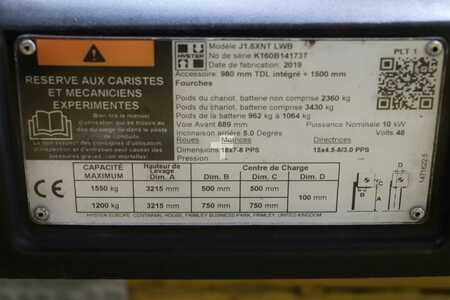 RESERVE AUX CARISTES
ET MECANICIENS
EXPERIMENTES
HYSTER
Modèle J1.6XNT LWB
No de série K160B14173T
Date de fabrication: 2019
PLT 1
Accessoire: 980 mm TDL intégré + 1500 mm
Fourches
Poids du chariot, batterie non comprise 2360 kg
Poids du chariot, batterie comprise 3430 kg
Poids de la batterie 962 kg à 1064 kg
Voie Avant 889 mm
Puissance Nominale 10 kW
Inclinaison arrière 5.0 Degrés
Volts 48
Roues Motrices Directrices
Dimensions 18x7-8 PPS 15x4.5-8/3.0 PPS
CAPACITÉ
MAXIMUM
Hauteur de
Levage
Dim. A
Centre de Charge
Dim. B Dim. C Dim. D
1550 kg 3215 mm 500 mm 500 mm 100 mm
1200 kg 3215 mm 750 mm 750 mm
CE
D
C
A
B
HYSTER EUROPE, CENTENNIAL HOUSE, FRIMLEY BUSINESS PARK, FRIMLEY, UNITED KINGDOM